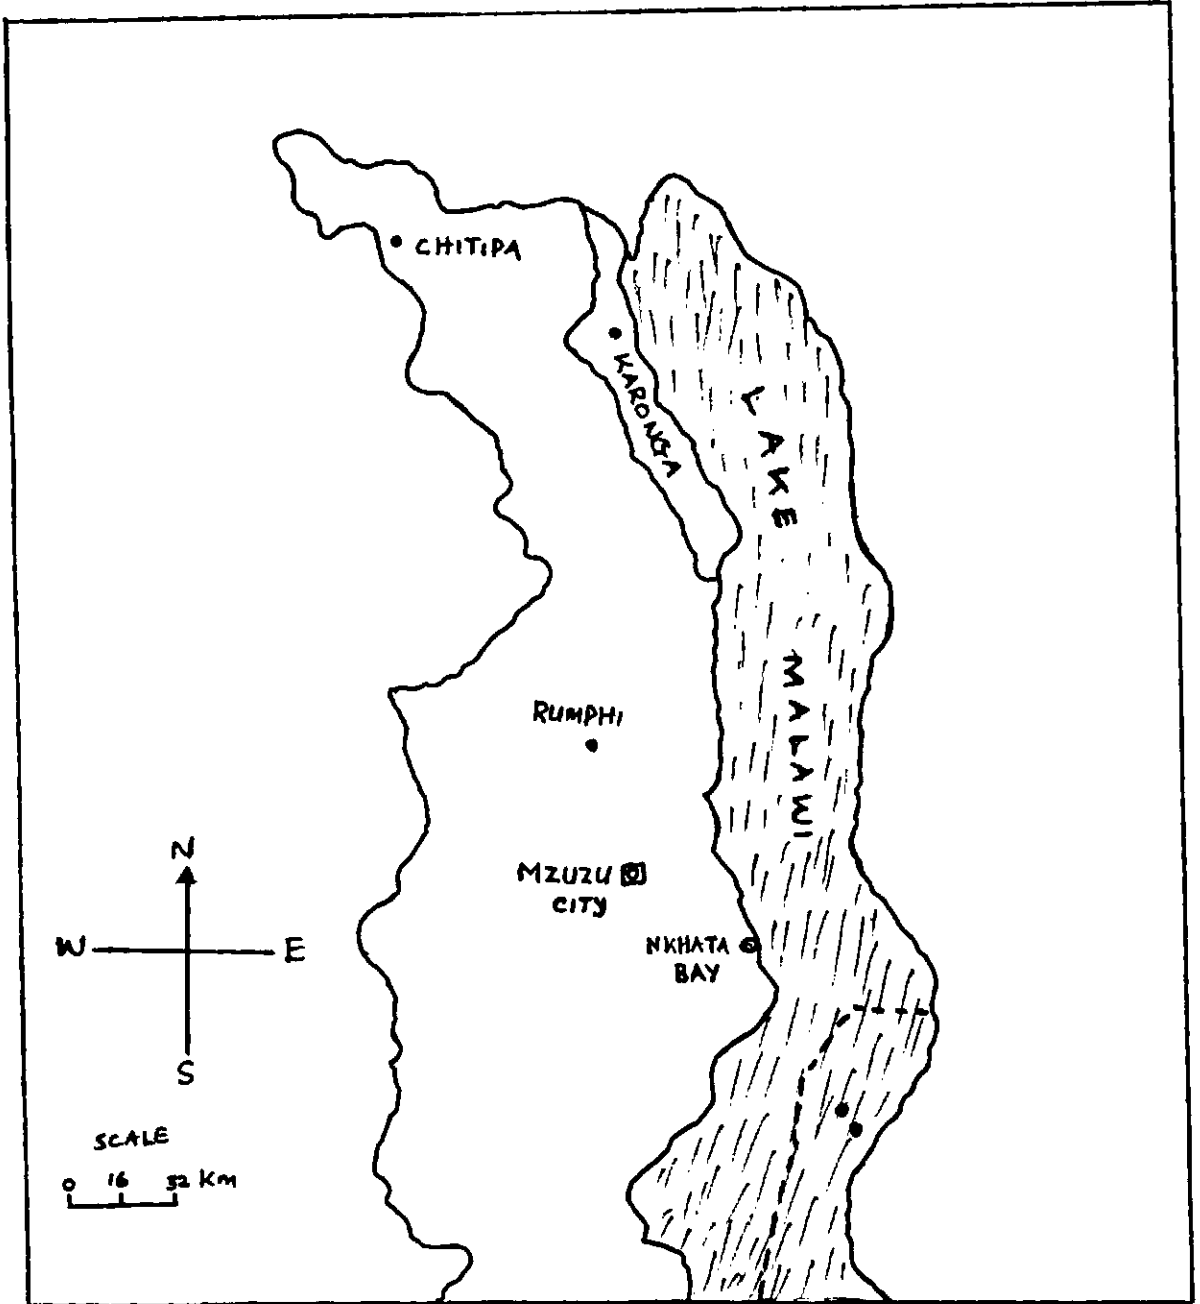 CHITIPA
KARONGA
LAKE
MALAWI
RUMPHI
MZUZU
CITY
NKHATA
BAY
N
W E
S
SCALE
0 16 32 Km